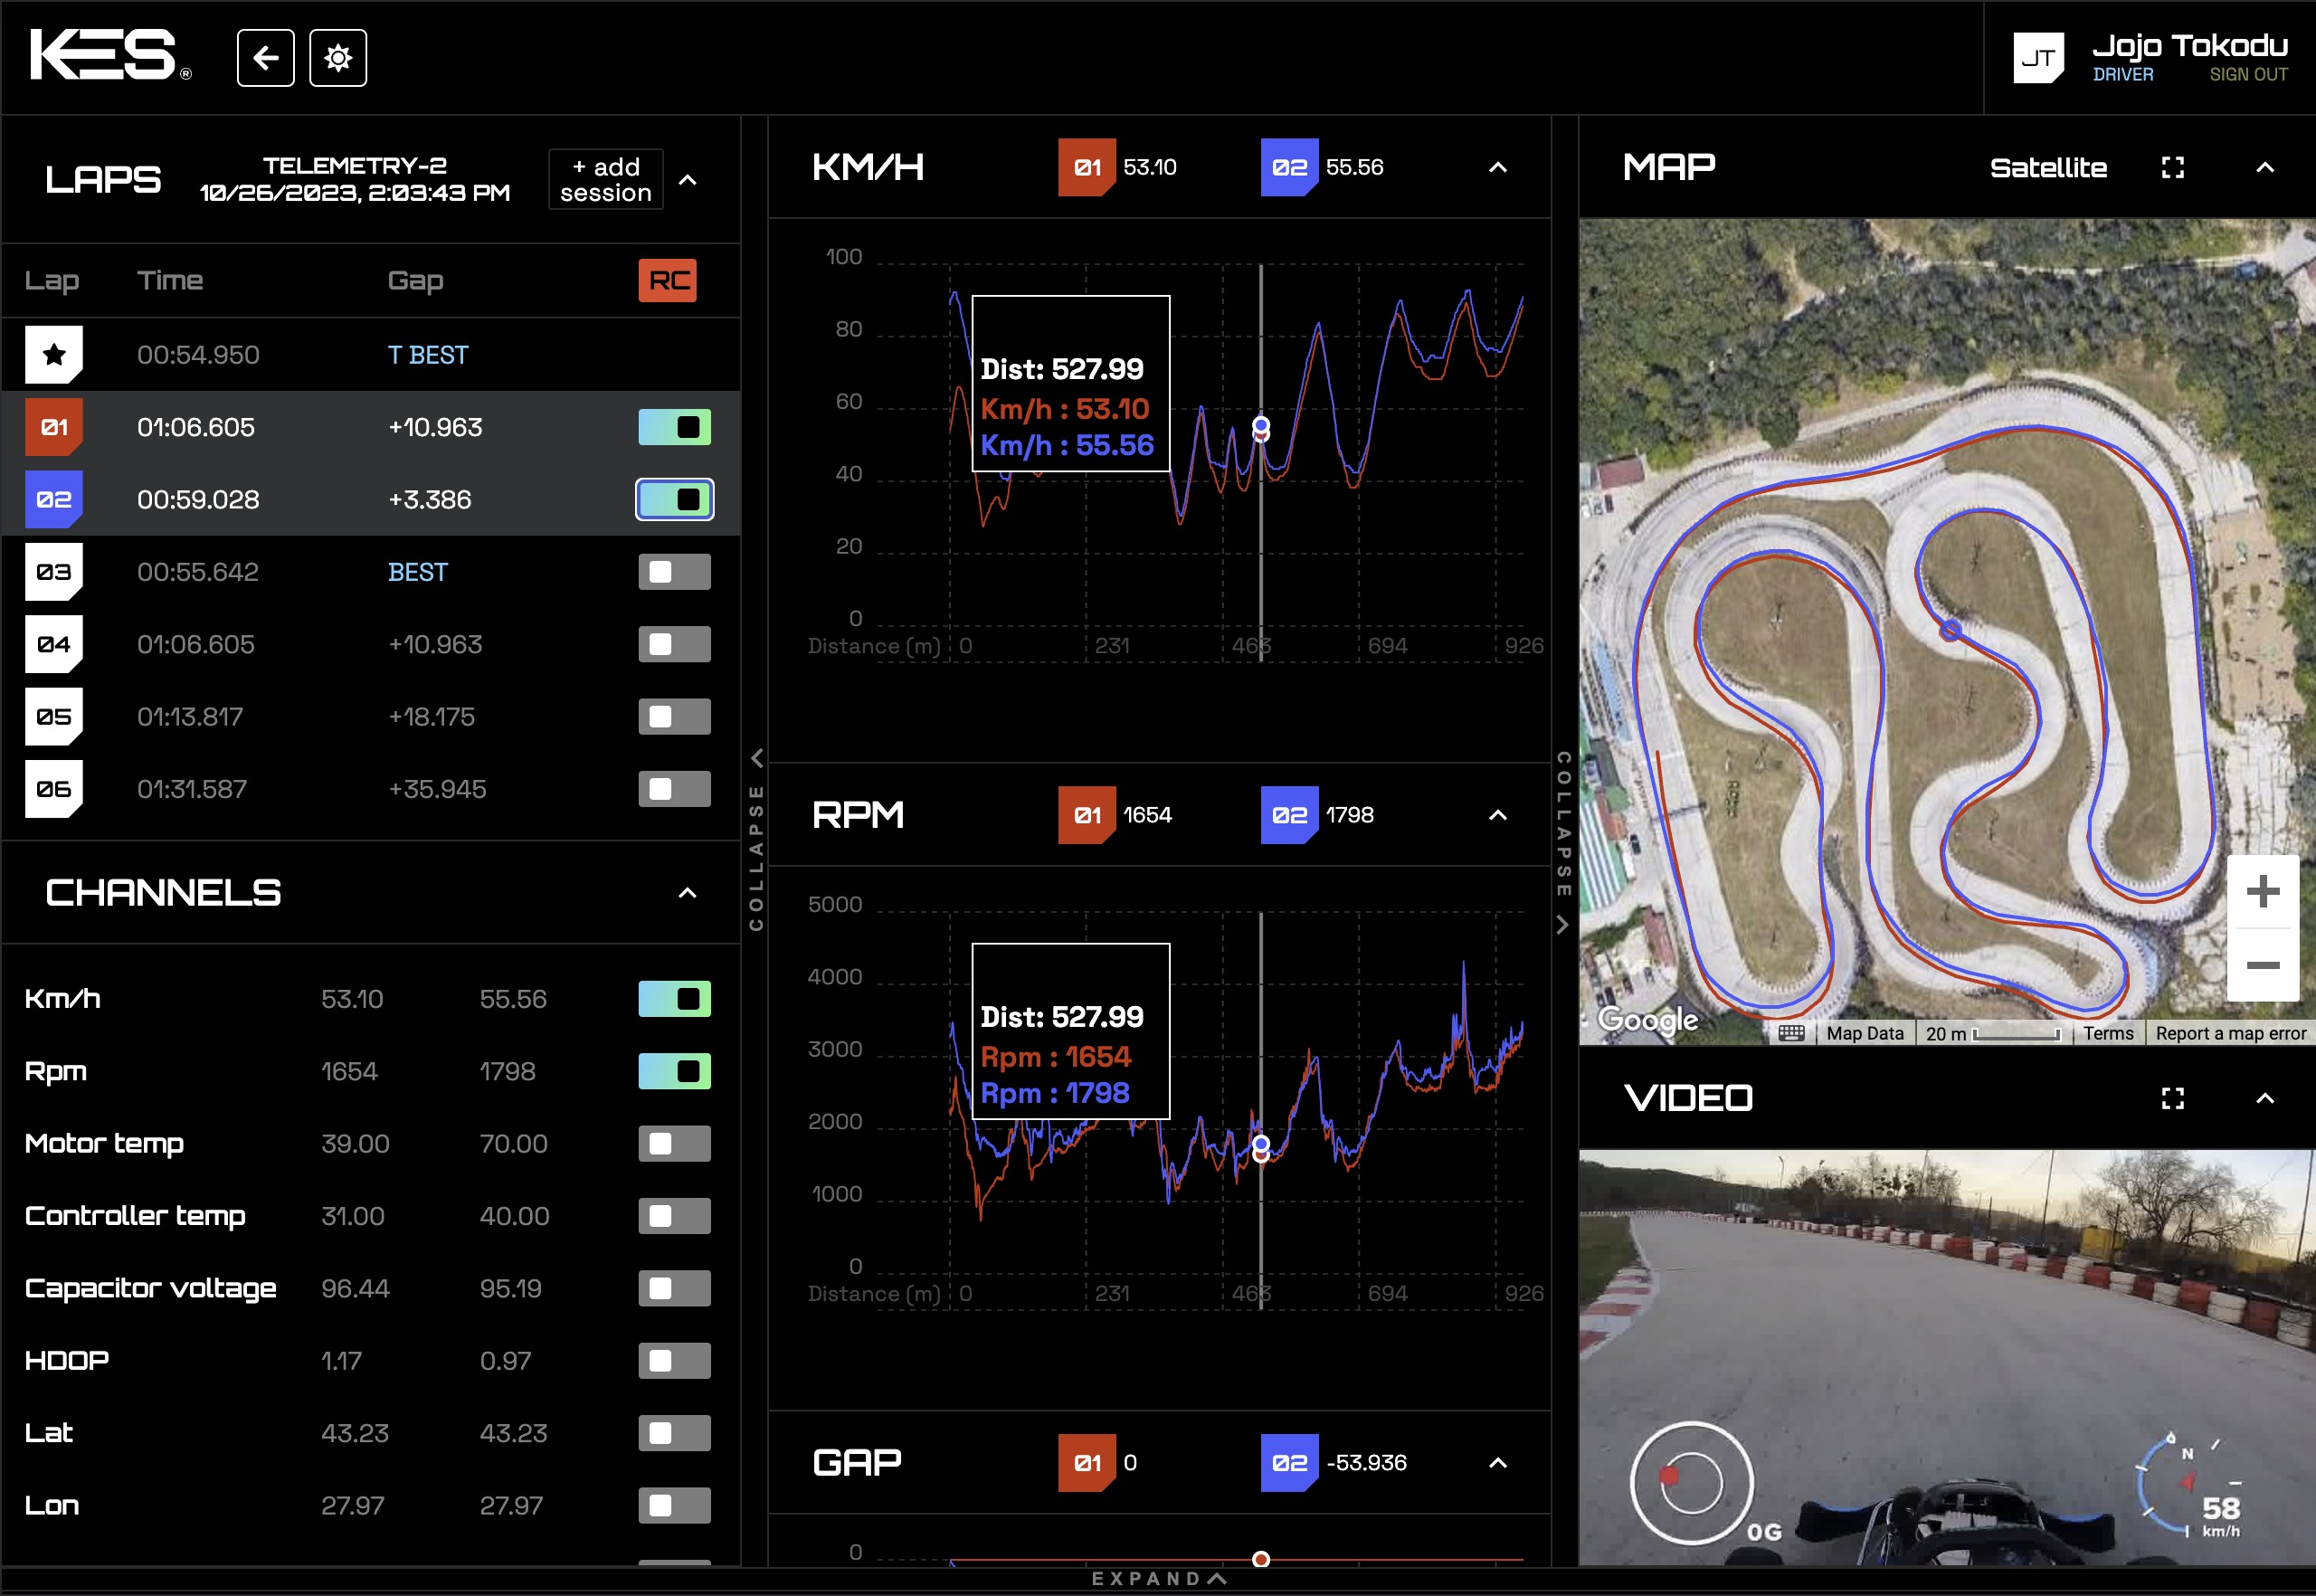 KES®
JT
Jojo Tokodu
DRIVER SIGN OUT
LAPS
TELEMETRY-2
10/26/2023, 2:03:43 PM
+ add
session
Lap Time Gap RC
00:54.950 T BEST
01 01:06.605 +10.963
02 00:59.028 +3.386
03 00:55.642 BEST
04 01:06.605 +10.963
05 01:13.817 +18.175
06 01:31.587 +35.945
CHANNELS
Km/h 53.10 55.56
Rpm 1654 1798
Motor temp 39.00 70.00
Controller temp 31.00 40.00
Capacitor voltage 96.44 95.19
HDOP 1.17 0.97
Lat 43.23 43.23
Lon 27.97 27.97
COLLAPSE
KM/H 01 53.10 02 55.56
100
80
60
40
20
0
Dist: 527.99
Km/h : 53.10
Km/h : 55.56
Distance (m) 0 231 463 694 926
RPM 01 1654 02 1798
5000
4000
3000
2000
1000
0
Dist: 527.99
Rpm : 1654
Rpm : 1798
Distance (m) 0 231 463 694 926
GAP 01 0 02 -53.936
0
COLLAPSE
MAP Satellite
Google
Map Data 20 m Terms Report a map error
VIDEO
0G
N
58
km/h
EXPAND